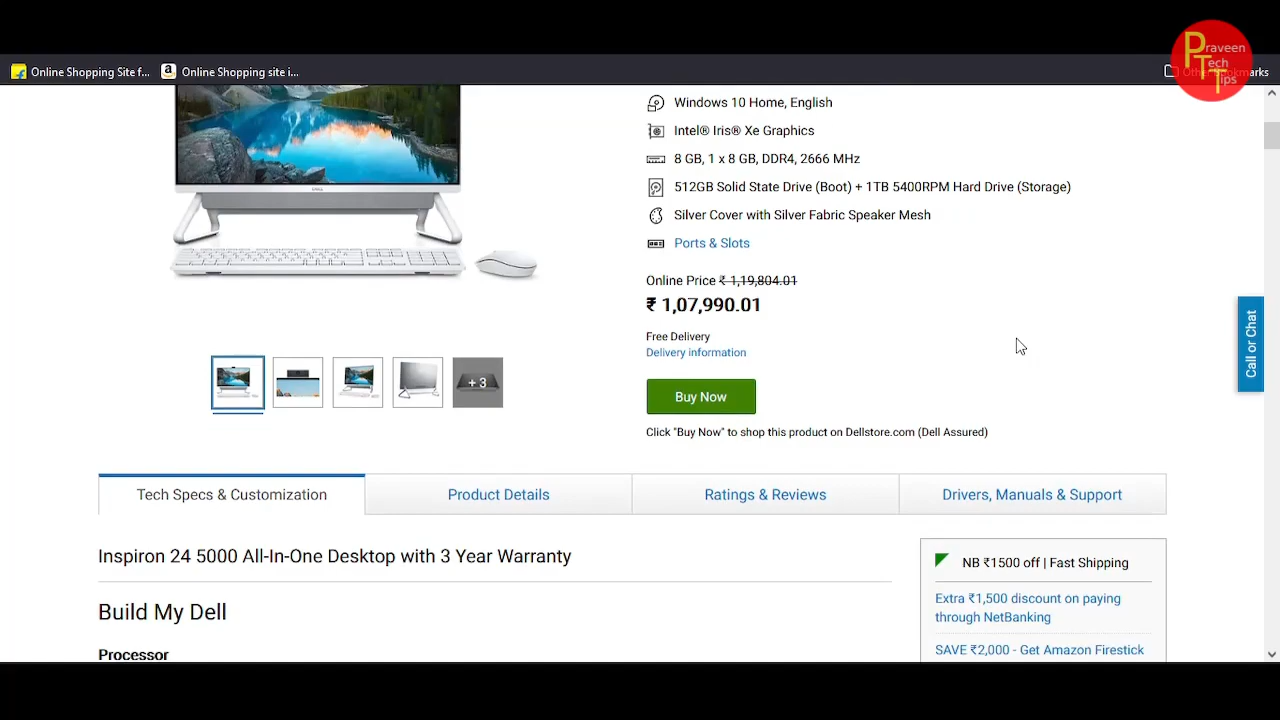 Praveen
Tech
Tips
Online Shopping Site f...
Online Shopping site i...
Other bookmarks
Windows 10 Home, English
Intel® Iris® Xe Graphics
8 GB, 1 x 8 GB, DDR4, 2666 MHz
512GB Solid State Drive (Boot) + 1TB 5400RPM Hard Drive (Storage)
Silver Cover with Silver Fabric Speaker Mesh
Ports & Slots
Online Price ₹ 1,19,804.01
₹ 1,07,990.01
Free Delivery
Delivery information
Buy Now
Click "Buy Now" to shop this product on Dellstore.com (Dell Assured)
Call or Chat
DELL
+ 3
Tech Specs & Customization
Product Details
Ratings & Reviews
Drivers, Manuals & Support
Inspiron 24 5000 All-In-One Desktop with 3 Year Warranty
Build My Dell
Processor
NB ₹1500 off | Fast Shipping
Extra ₹1,500 discount on paying
through NetBanking
SAVE ₹2,000 - Get Amazon Firestick